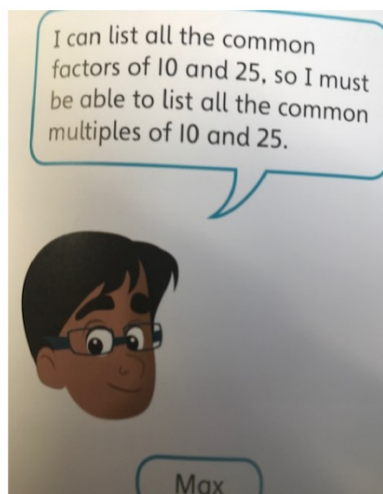 I can list all the common
factors of 10 and 25, so I must
be able to list all the common
multiples of 10 and 25.
Max